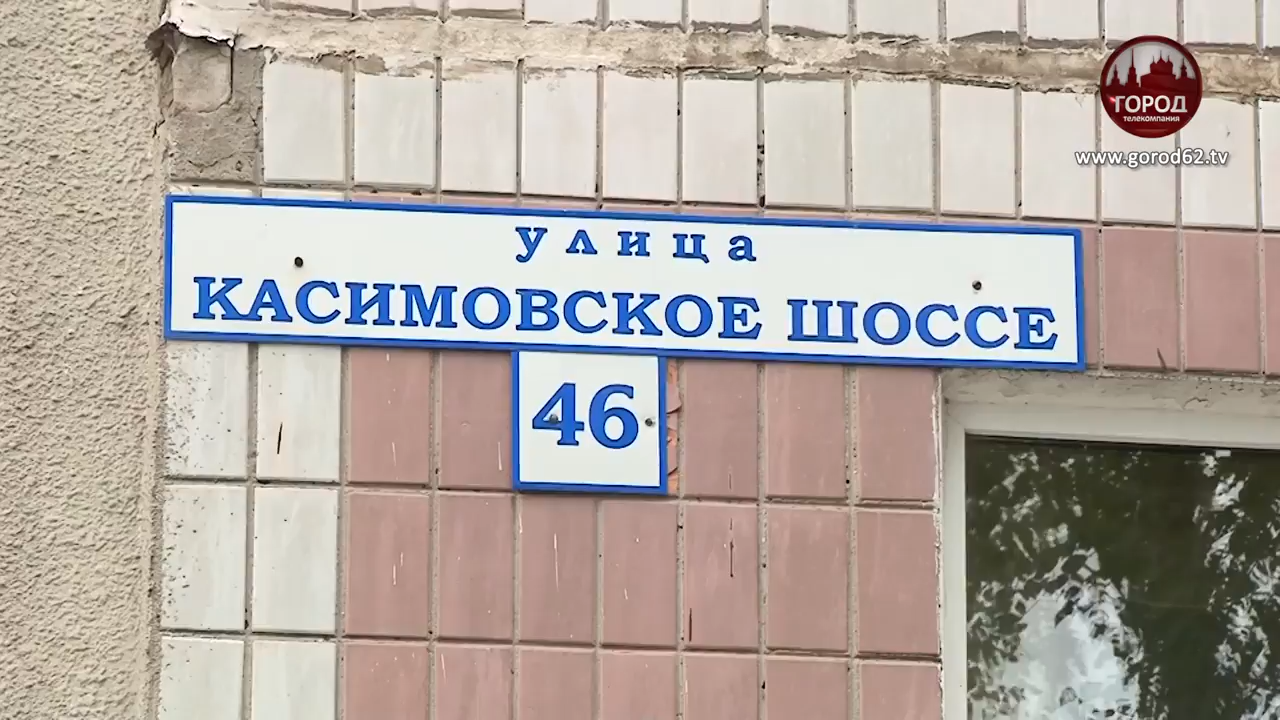 ГОРОД
телекомпания
www.gorod62.tv
улица
КАСИМОВСКОЕ ШОССЕ
46